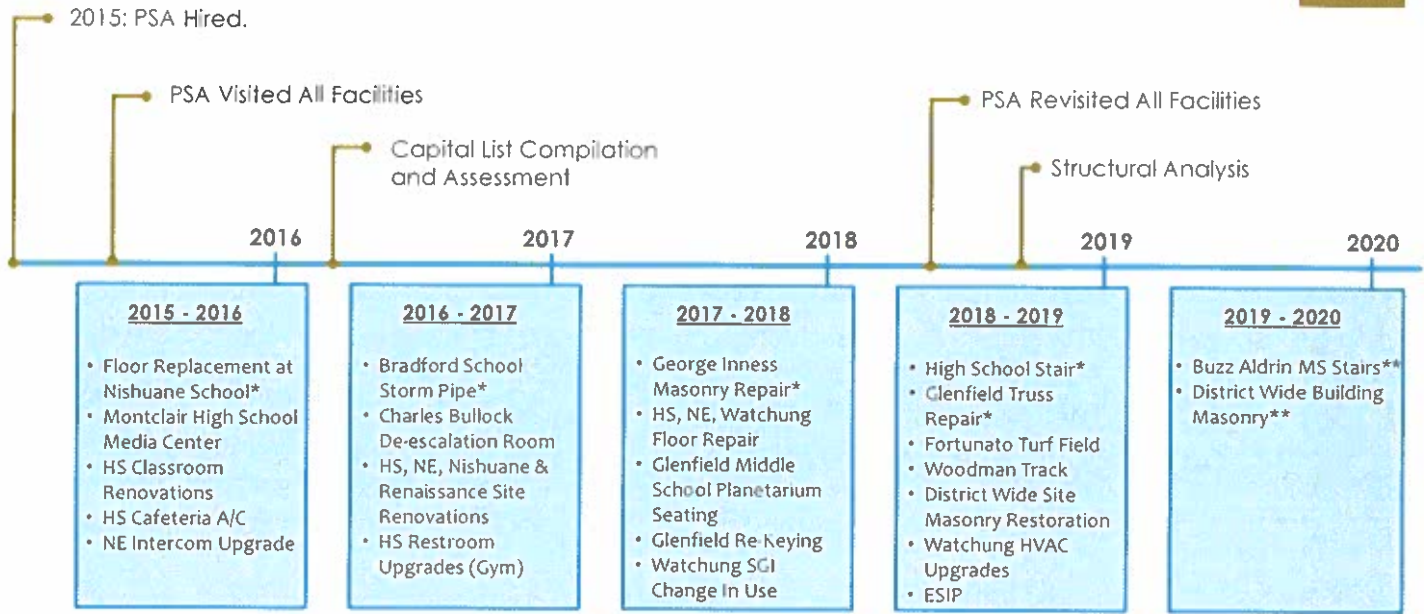 2015: PSA Hired.
PSA Visited All Facilities
Capital List Compilation
and Assessment
PSA Revisited All Facilities
Structural Analysis
2016
2017
2018
2019
2020
2015 - 2016
• Floor Replacement at
Nishuane School*
• Montclair High School
Media Center
• HS Classroom
Renovations
• HS Cafeteria A/C
• NE Intercom Upgrade
2016 - 2017
• Bradford School
Storm Pipe*
• Charles Bullock
De-escalation Room
• HS, NE, Nishuane &
Renaissance Site
Renovations
• HS Restroom
Upgrades (Gym)
2017 - 2018
• George Inness
Masonry Repair*
• HS, NE, Watchung
Floor Repair
• Glenfield Middle
School Planetarium
Seating
• Glenfield Re-Keying
• Watchung SGI
Change In Use
2018 - 2019
• High School Stair*
• Glenfield Truss
Repair*
• Fortunato Turf Field
• Woodman Track
• District Wide Site
Masonry Restoration
• Watchung HVAC
Upgrades
• ESIP
2019 - 2020
• Buzz Aldrin MS Stairs**
• District Wide Building
Masonry**